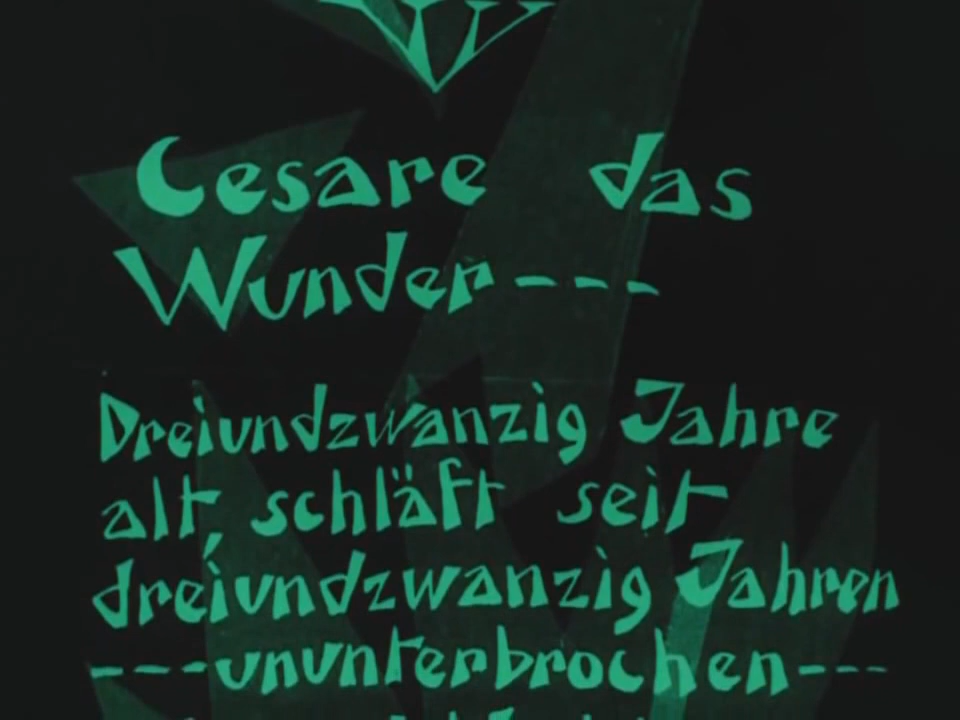 Cesare das
Wunder---
Dreiundzwanzig Jahre
alt, schläft seit
dreiundzwanzig Jahren
---ununterbrochen---